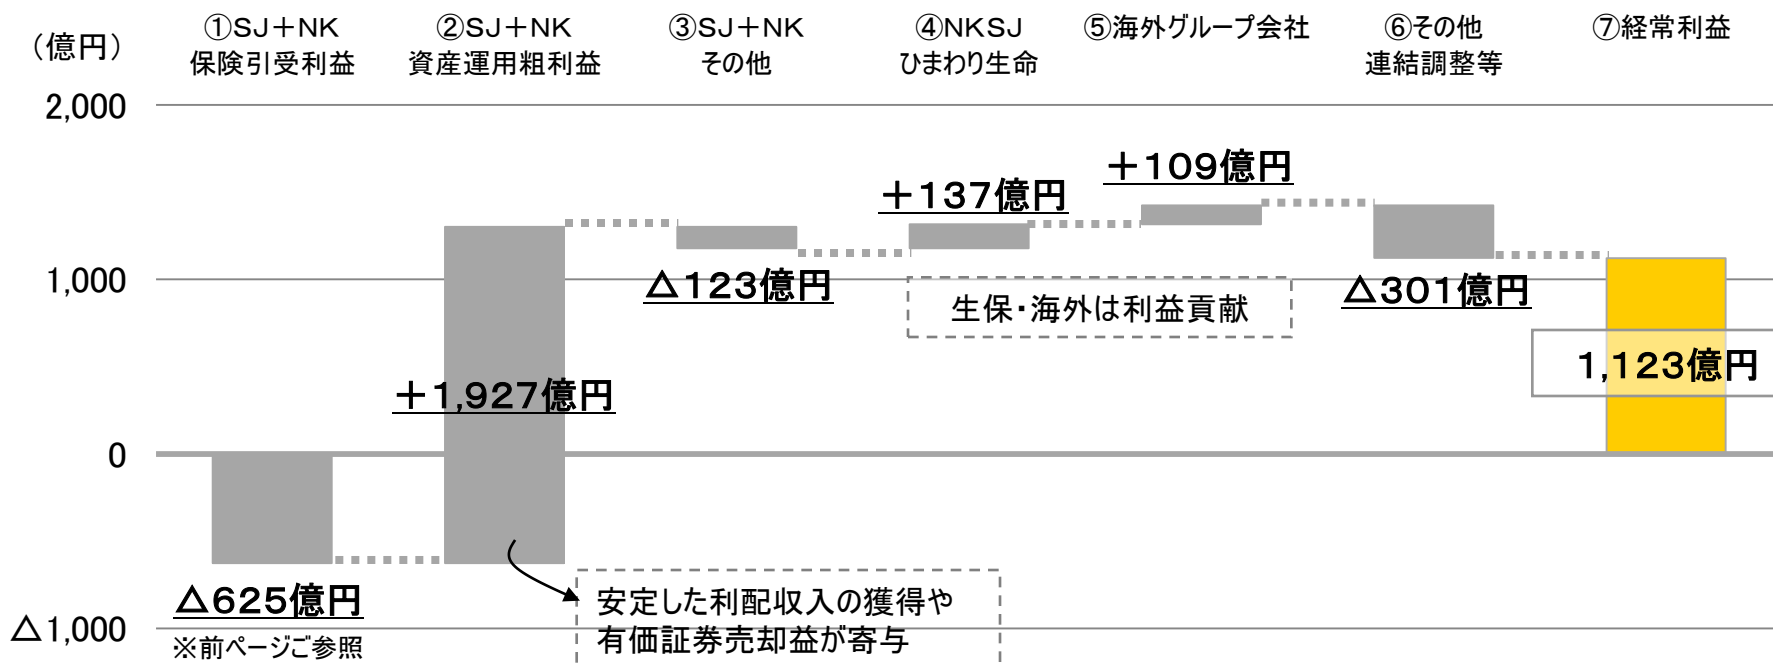 （億円）
①SJ＋NK
保険引受利益
②SJ＋NK
資産運用粗利益
③SJ＋NK
その他
④NKSJ
ひまわり生命
⑤海外グループ会社
⑥その他
連結調整等
⑦経常利益
2,000
1,000
0
△1,000
△625億円
※前ページご参照
＋1,927億円
安定した利配収入の獲得や
有価証券売却益が寄与
△123億円
＋137億円
＋109億円
生保・海外は利益貢献
△301億円
1,123億円